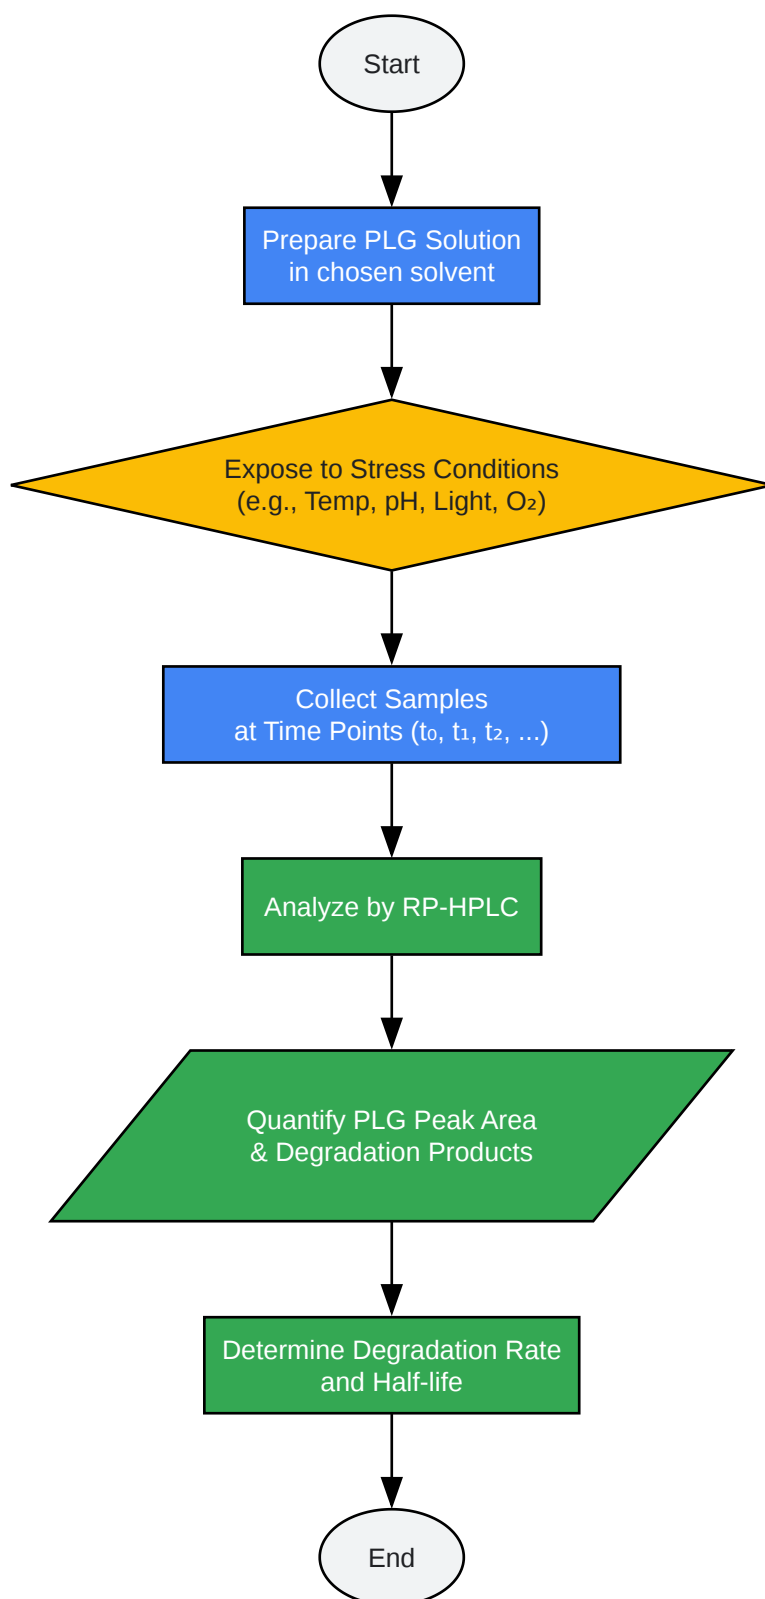 Start
Prepare PLG Solution
in chosen solvent
Expose to Stress Conditions
(e.g., Temp, pH, Light, O₂)
Collect Samples
at Time Points (t₀, t₁, t₂, ...)
Analyze by RP-HPLC
Quantify PLG Peak Area
& Degradation Products
Determine Degradation Rate
and Half-life
End